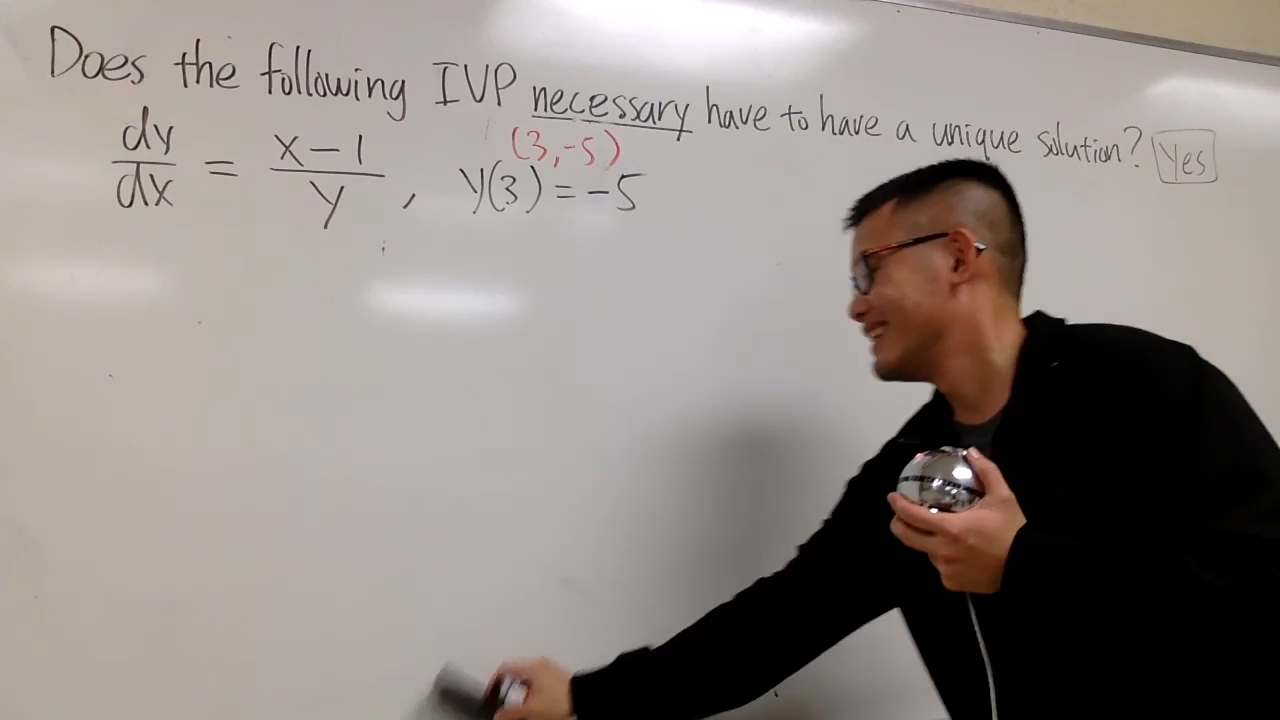 Does the following IVP necessary have to have a unique solution? Yes
(3,-5)
dy/dx = x-1/y, y(3) = -5